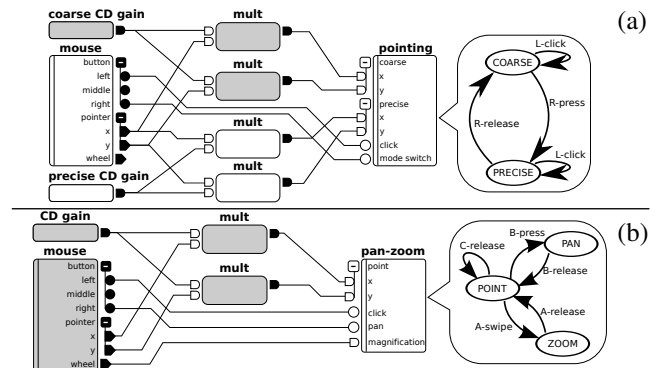 (a)
coarse CD gain
mult
mouse
button
left
middle
right
pointer
x
y
wheel
mult
mult
precise CD gain
mult
pointing
coarse
x
y
precise
x
y
click
mode switch
COARSE
L-click
R-press
R-release
L-click
PRECISE
(b)
CD gain
mult
mouse
button
left
middle
right
pointer
x
y
wheel
mult
pan-zoom
point
x
y
click
pan
magnification
C-release
B-press
PAN
B-release
POINT
A-release
A-swipe
ZOOM